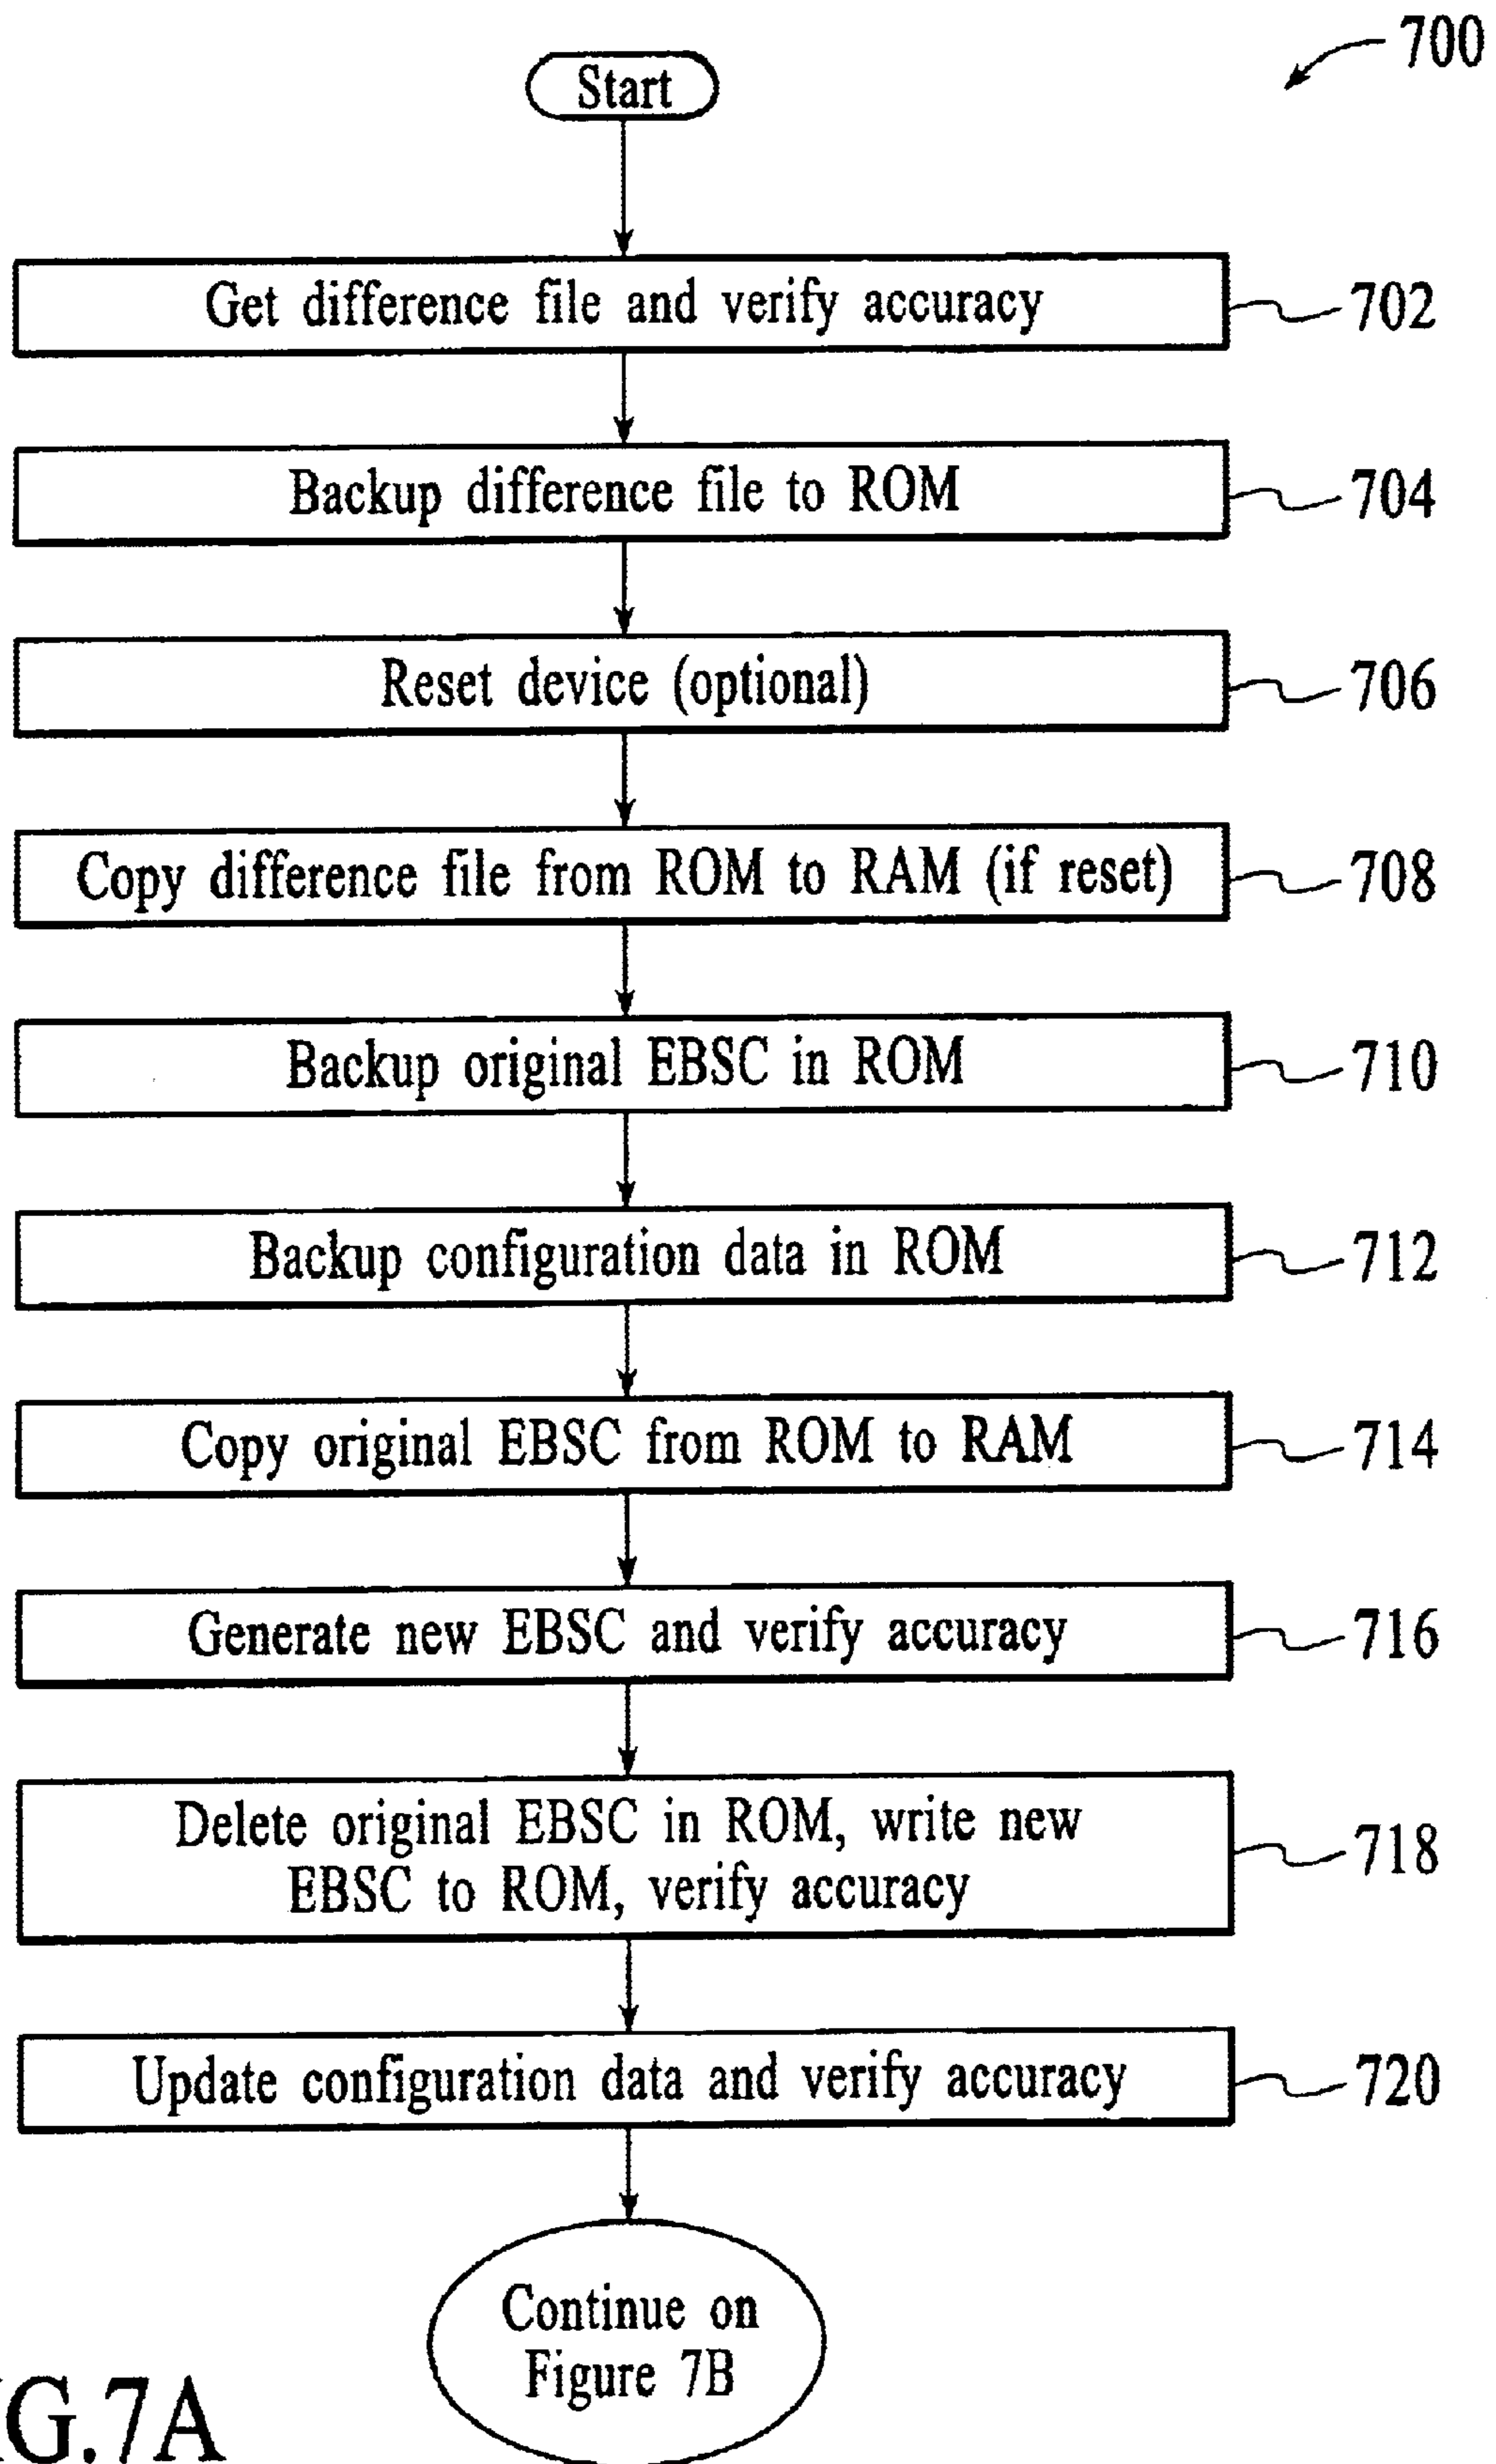 700
Start
Get difference file and verify accuracy
702
Backup difference file to ROM
704
Reset device (optional)
706
Copy difference file from ROM to RAM (if reset)
708
Backup original EBSC in ROM
710
Backup configuration data in ROM
712
Copy original EBSC from ROM to RAM
714
Generate new EBSC and verify accuracy
716
Delete original EBSC in ROM, write new
EBSC to ROM, verify accuracy
718
Update configuration data and verify accuracy
720
Continue on
Figure 7B
G.7A